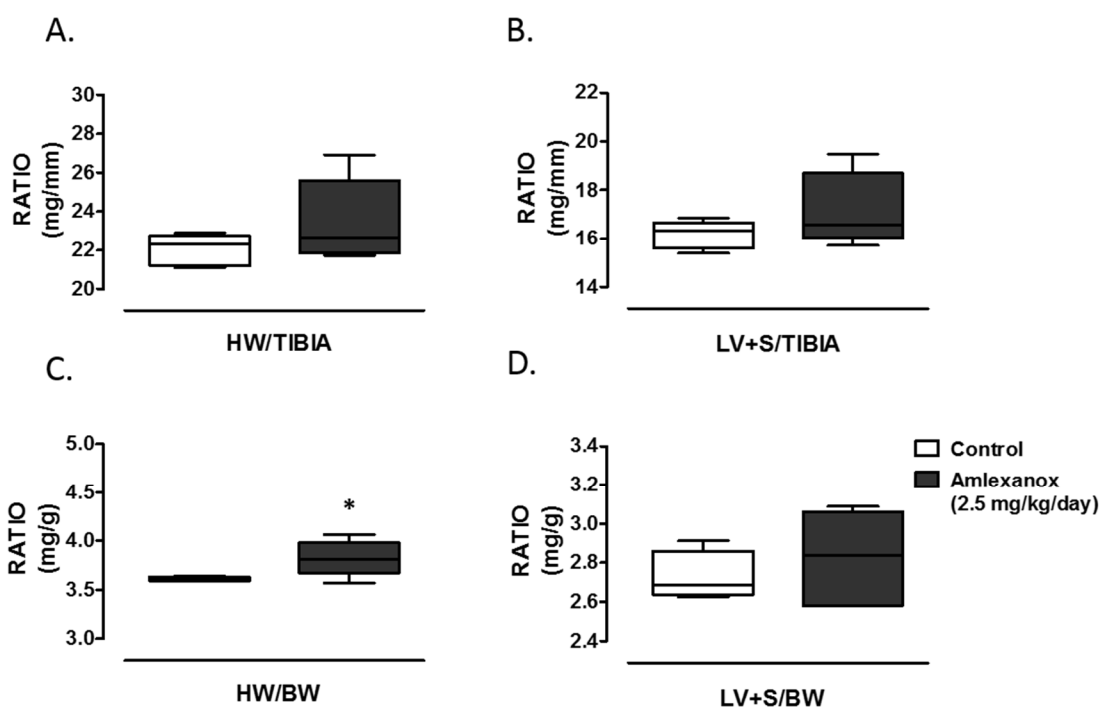 A.
RATIO
(mg/mm)
30
28
26
24
22
20
HW/TIBIA
B.
RATIO
(mg/mm)
22
20
18
16
14
LV+S/TIBIA
C.
RATIO
(mg/g)
5.0
4.5
*
4.0
3.5
3.0
HW/BW
D.
RATIO
(mg/g)
3.4
3.2
3.0
2.8
2.6
2.4
LV+S/BW
Control
Amlexanox
(2.5 mg/kg/day)